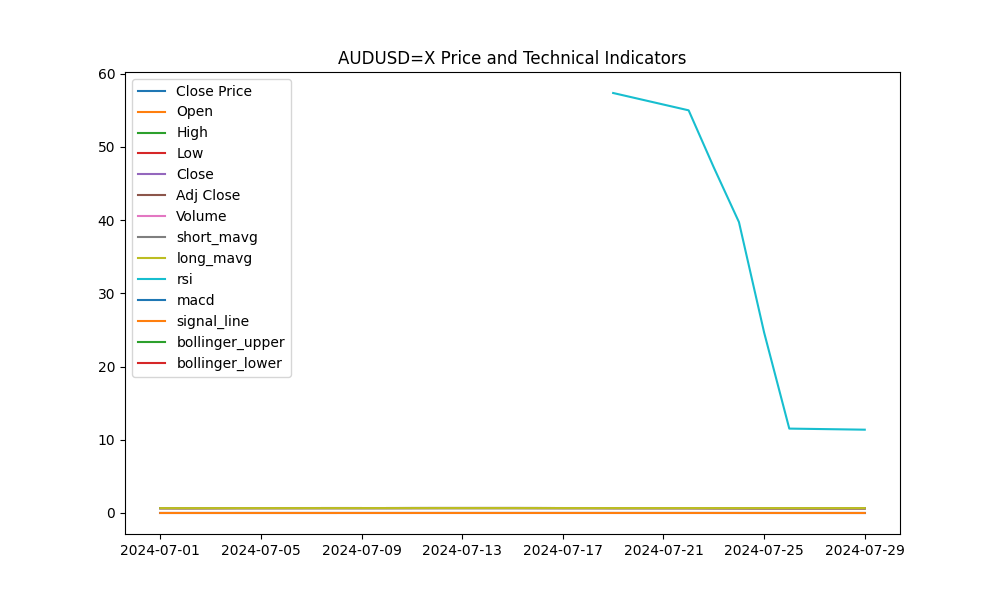 AUDUSD=X Price and Technical Indicators
60
50
40
30
20
10
0
Close Price
Open
High
Low
Close
Adj Close
Volume
short_mavg
long_mavg
rsi
macd
signal_line
bollinger_upper
bollinger_lower
2024-07-01 2024-07-05 2024-07-09 2024-07-13 2024-07-17 2024-07-21 2024-07-25 2024-07-29